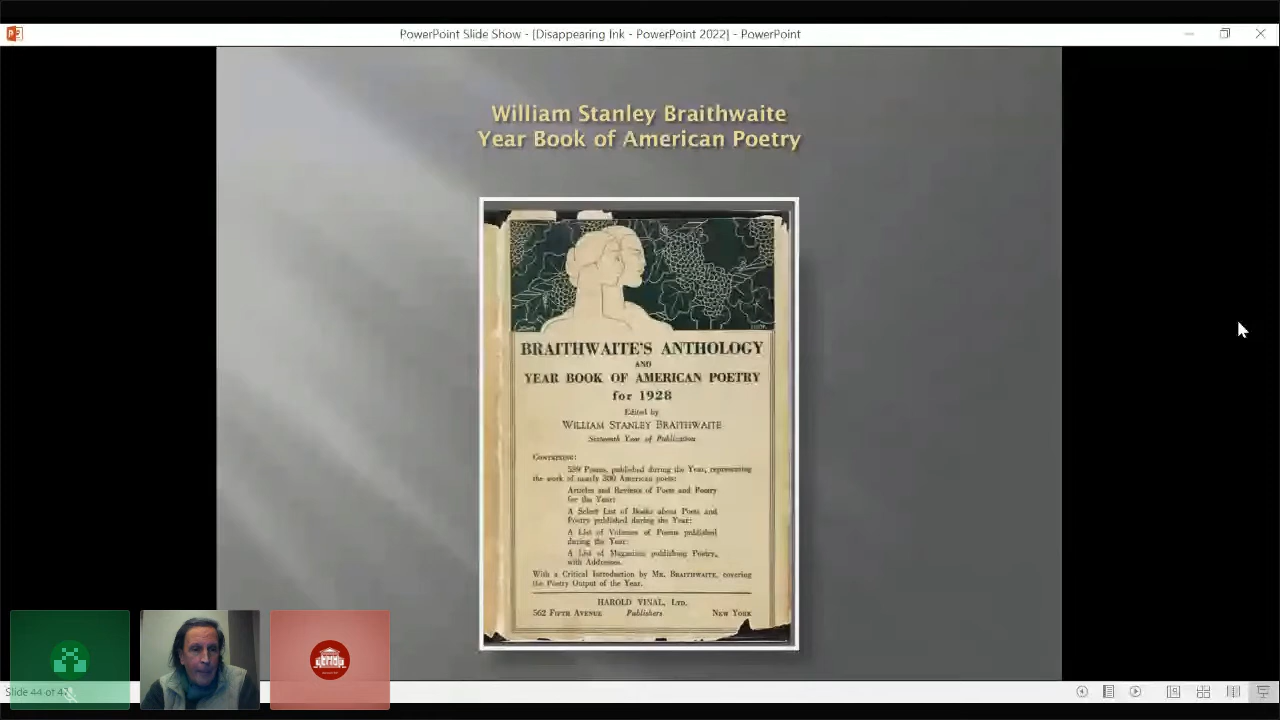 PowerPoint Slide Show - [Disappearing Ink - PowerPoint 2022] - PowerPoint
William Stanley Braithwaite
Year Book of American Poetry
BRAITHWAITE'S ANTHOLOGY
AND
YEAR BOOK OF AMERICAN POETRY
for 1928
Edited by
WILLIAM STANLEY BRAITHWAITE
Sixteenth Year of Publication
CONTAINING:
Poems, published during the Year, representing
the work of nearly 300 American poets:
Articles and Reviews of Poets and Poetry
for the Year:
A Select List of Books about Poets and
Poetry published during the Year:
A List of Volumes of Poems published
during the Year:
A List of Magazines publishing Poetry,
with Addresses.
With a Critical Introduction by MR. BRAITHWAITE, covering
the Poetry Output of the Year.
HAROLD VINAL, LTD.
562 FIFTH AVENUE Publishers NEW YORK
Slide 44 of